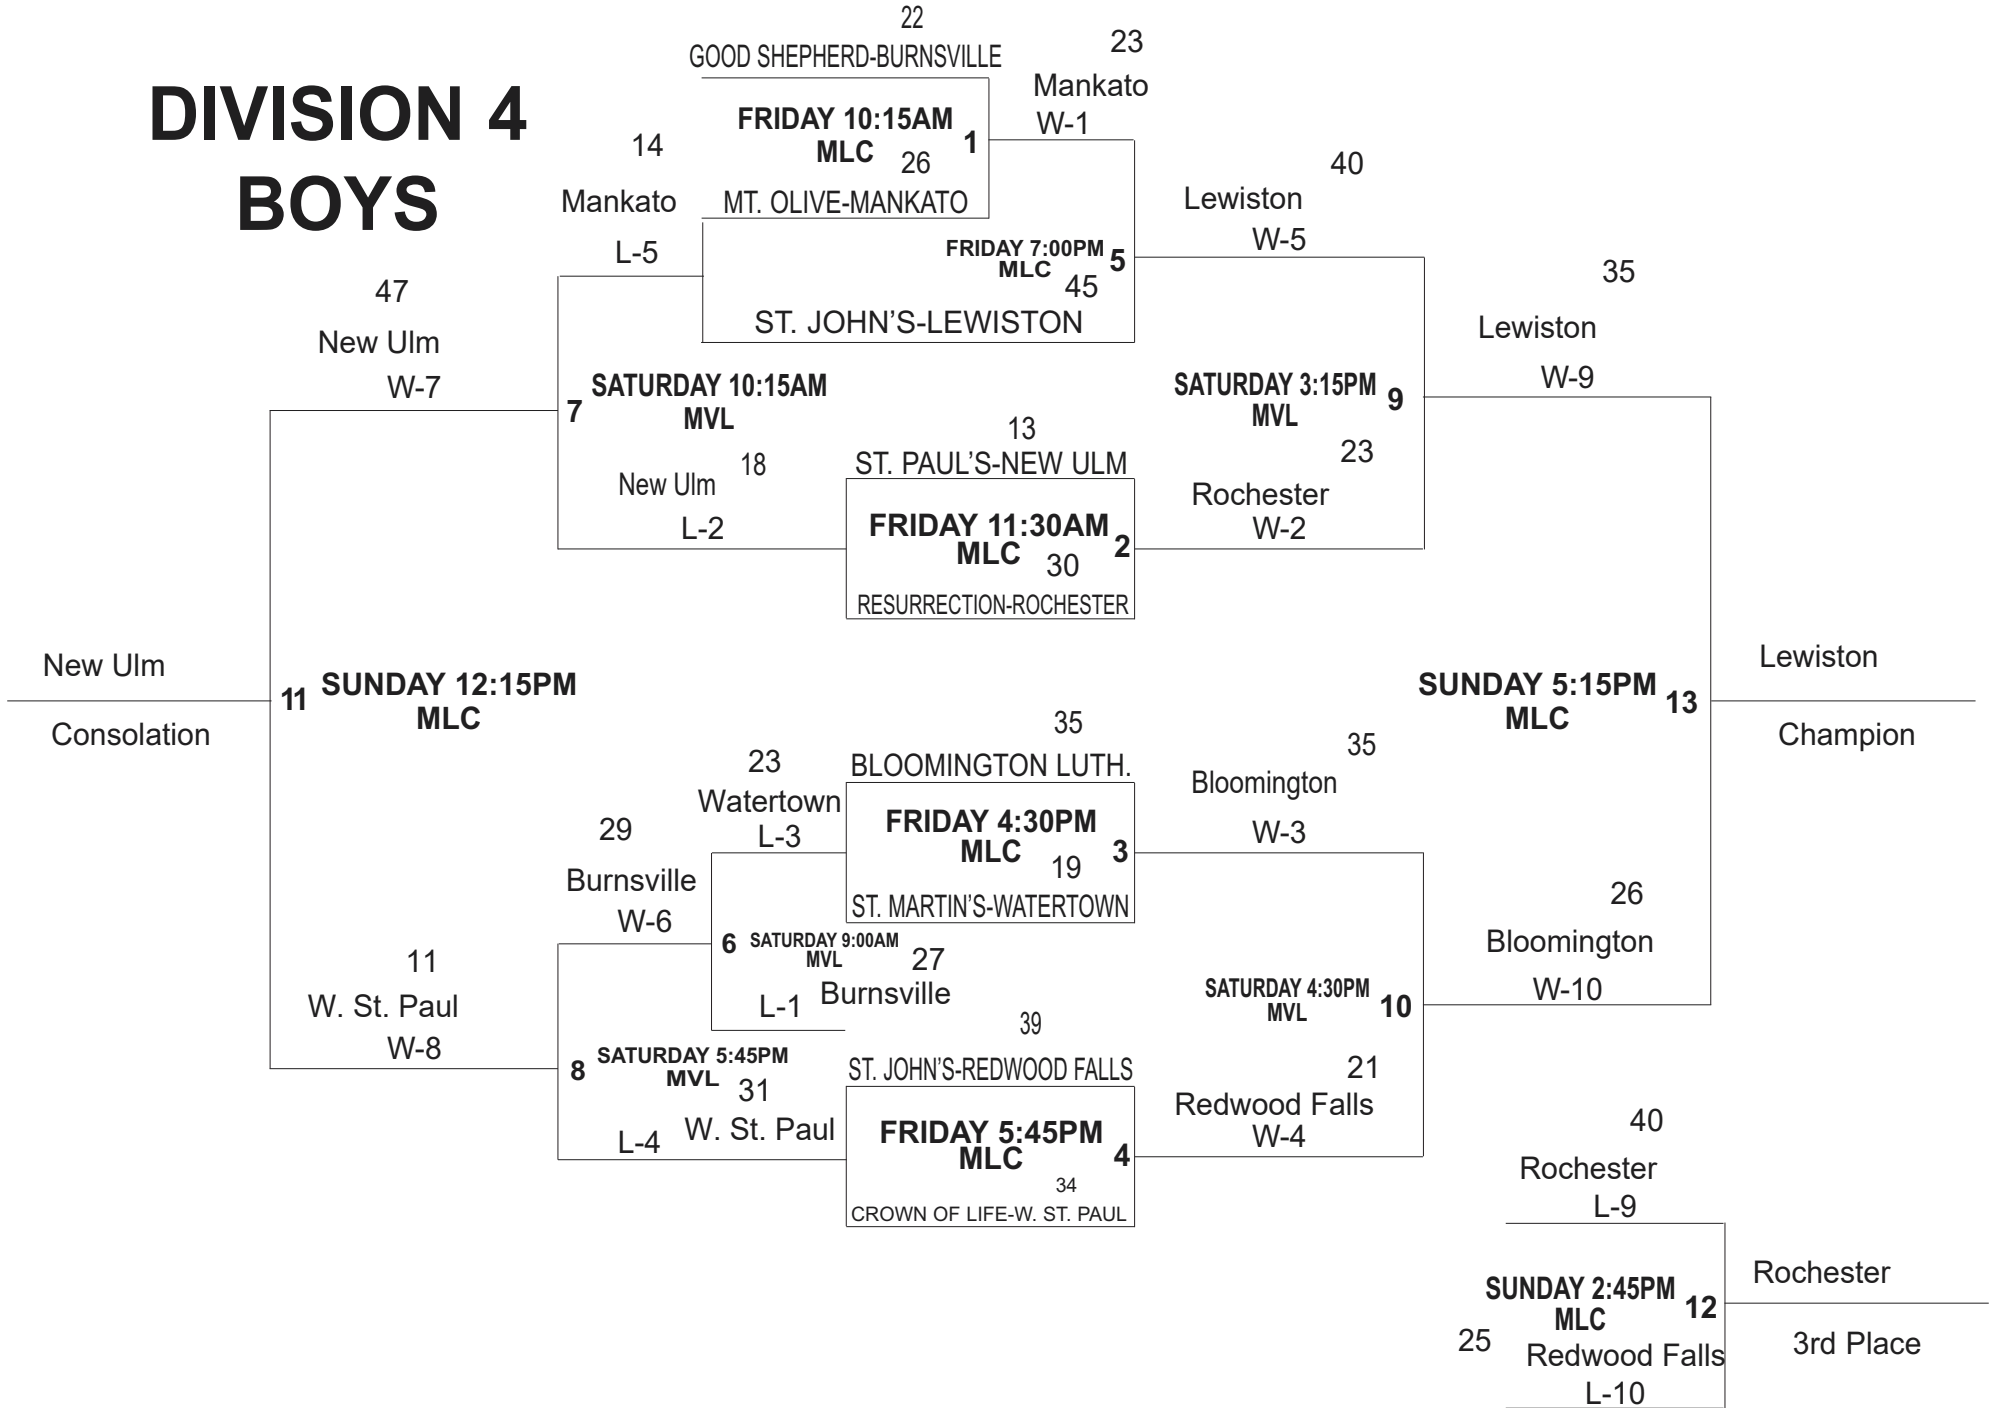 DIVISION 4
BOYS
22
GOOD SHEPHERD-BURNSVILLE
FRIDAY 10:15AM
MLC
1
26
MT. OLIVE-MANKATO
23
Mankato
W-1
14
Mankato
L-5
FRIDAY 7:00PM
MLC
5
45
ST. JOHN'S-LEWISTON
40
Lewiston
W-5
47
New Ulm
W-7
7
SATURDAY 10:15AM
MVL
18
New Ulm
L-2
13
ST. PAUL'S-NEW ULM
FRIDAY 11:30AM
MLC
2
30
RESURRECTION-ROCHESTER
SATURDAY 3:15PM
MVL
9
23
Rochester
W-2
35
Lewiston
W-9
New Ulm
Consolation
11
SUNDAY 12:15PM
MLC
SUNDAY 5:15PM
MLC
13
Lewiston
Champion
35
BLOOMINGTON LUTH.
FRIDAY 4:30PM
MLC
3
19
ST. MARTIN'S-WATERTOWN
23
Watertown
L-3
35
Bloomington
W-3
29
Burnsville
W-6
6
SATURDAY 9:00AM
MVL
27
Burnsville
L-1
11
W. St. Paul
W-8
8
SATURDAY 5:45PM
MVL
31
W. St. Paul
L-4
39
ST. JOHN'S-REDWOOD FALLS
FRIDAY 5:45PM
MLC
4
34
CROWN OF LIFE-W. ST. PAUL
SATURDAY 4:30PM
MVL
10
21
Redwood Falls
W-4
26
Bloomington
W-10
40
Rochester
L-9
SUNDAY 2:45PM
MLC
12
25
Redwood Falls
L-10
Rochester
3rd Place